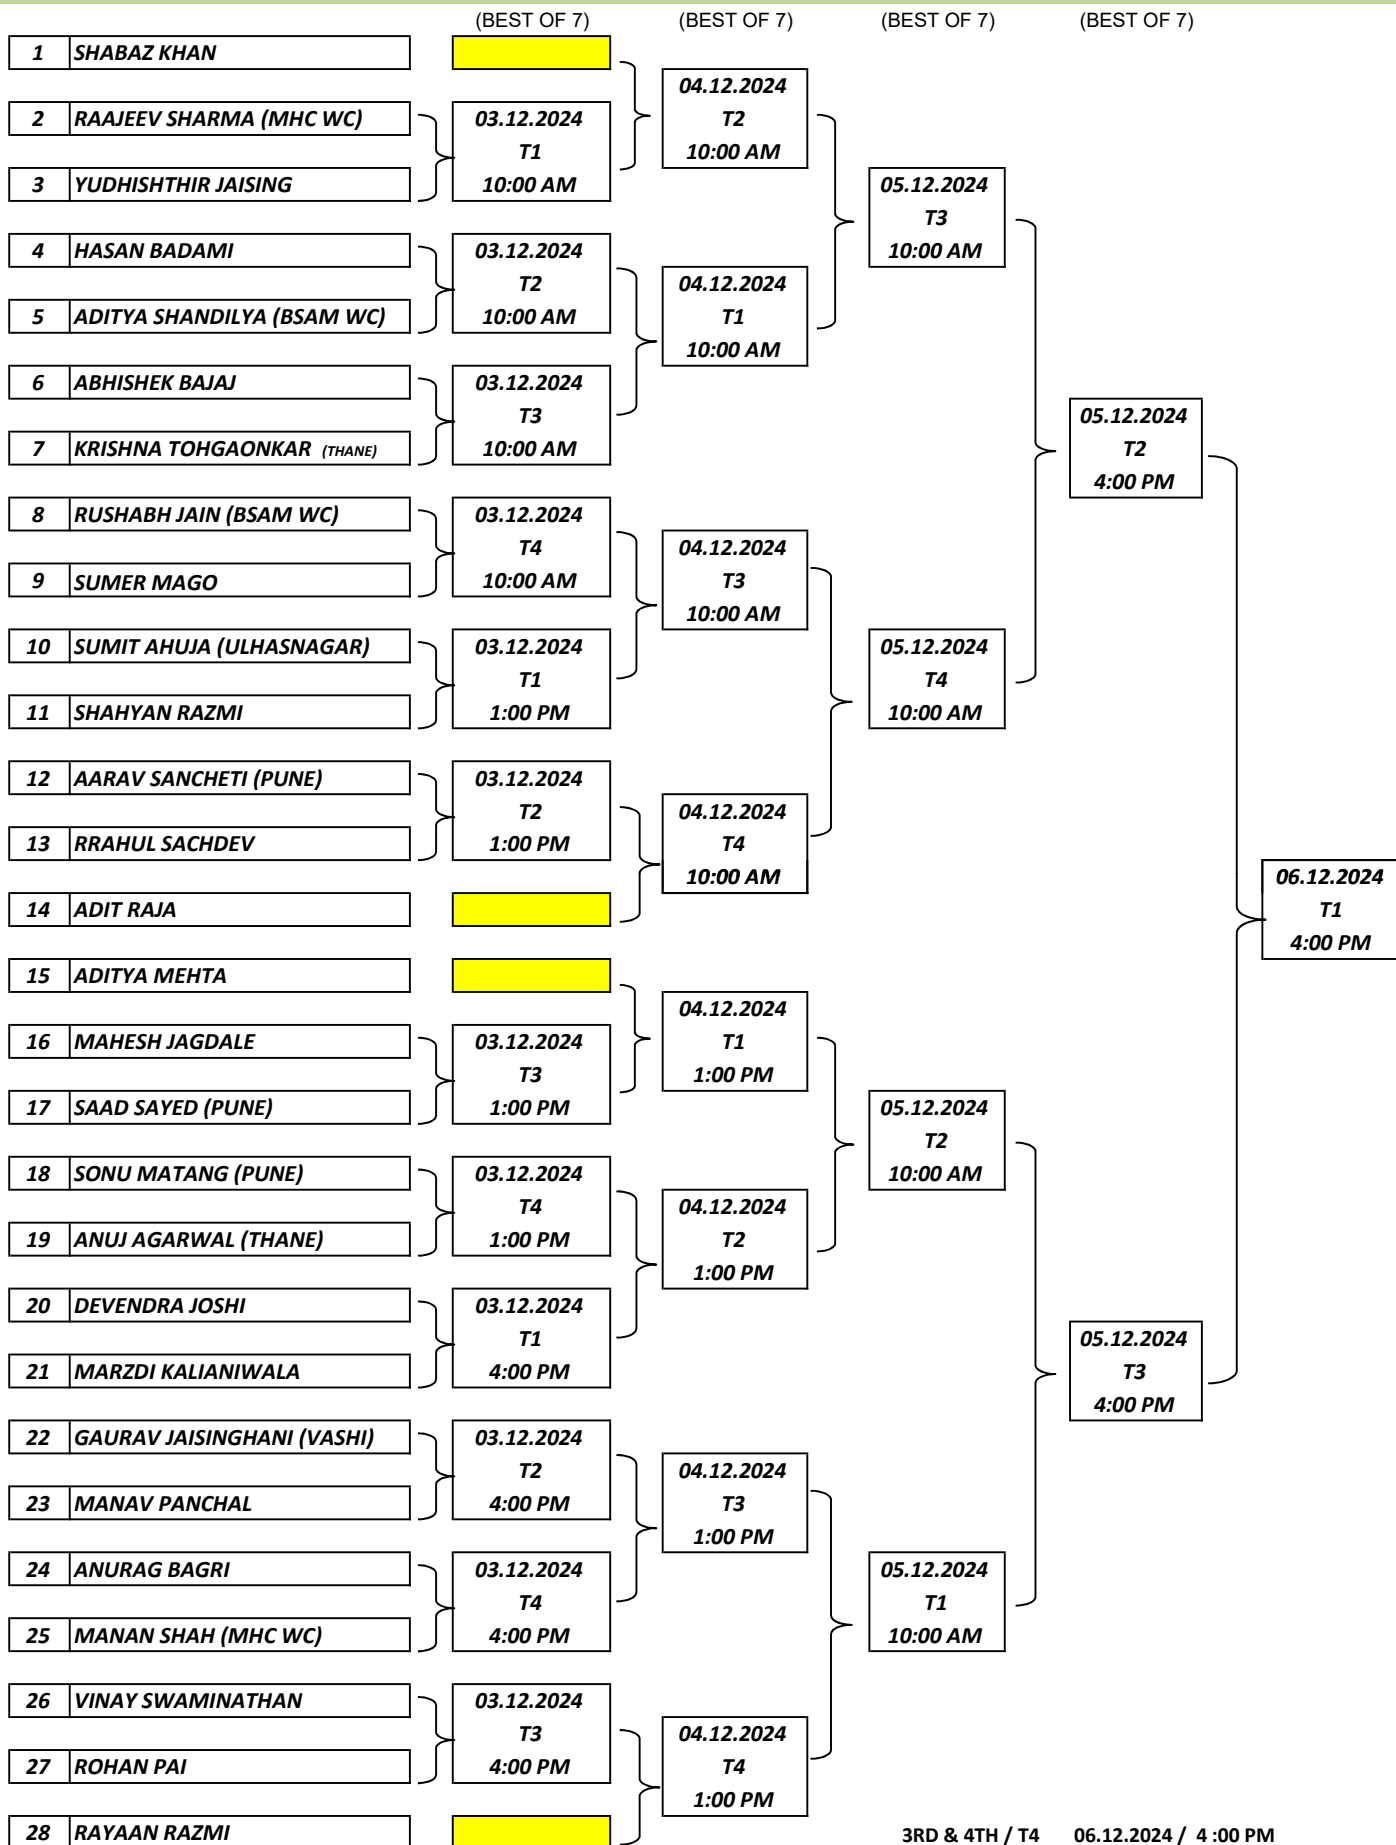 (BEST OF 7) (BEST OF 7) (BEST OF 7) (BEST OF 7)
1 SHABAZ KHAN
04.12.2024
T2
10:00 AM
2 RAAJEEV SHARMA (MHC WC)
03.12.2024
T1
10:00 AM
3 YUDHISHTHIR JAISING
05.12.2024
T3
10:00 AM
4 HASAN BADAMI
03.12.2024
T2
10:00 AM
04.12.2024
T1
10:00 AM
5 ADITYA SHANDILYA (BSAM WC)
6 ABHISHEK BAJAJ
03.12.2024
T3
10:00 AM
05.12.2024
T2
4:00 PM
7 KRISHNA TOHGAONKAR (THANE)
8 RUSHABH JAIN (BSAM WC)
03.12.2024
T4
10:00 AM
04.12.2024
T3
10:00 AM
9 SUMER MAGO
10 SUMIT AHUJA (ULHASNAGAR)
03.12.2024
T1
1:00 PM
05.12.2024
T4
10:00 AM
11 SHAHYAN RAZMI
12 AARAV SANCHETI (PUNE)
03.12.2024
T2
1:00 PM
04.12.2024
T4
10:00 AM
13 RRAHUL SACHDEV
06.12.2024
T1
4:00 PM
14 ADIT RAJA
15 ADITYA MEHTA
04.12.2024
T1
1:00 PM
16 MAHESH JAGDALE
03.12.2024
T3
1:00 PM
17 SAAD SAYED (PUNE)
05.12.2024
T2
10:00 AM
18 SONU MATANG (PUNE)
03.12.2024
T4
1:00 PM
04.12.2024
T2
1:00 PM
19 ANUJ AGARWAL (THANE)
20 DEVENDRA JOSHI
03.12.2024
T1
4:00 PM
05.12.2024
T3
4:00 PM
21 MARZDI KALIANIWALA
22 GAURAV JAISINGHANI (VASHI)
03.12.2024
T2
4:00 PM
04.12.2024
T3
1:00 PM
23 MANAV PANCHAL
24 ANURAG BAGRI
03.12.2024
T4
4:00 PM
05.12.2024
T1
10:00 AM
25 MANAN SHAH (MHC WC)
26 VINAY SWAMINATHAN
03.12.2024
T3
4:00 PM
04.12.2024
T4
1:00 PM
27 ROHAN PAI
28 RAYAAN RAZMI
3RD & 4TH / T4 06.12.2024 / 4 :00 PM